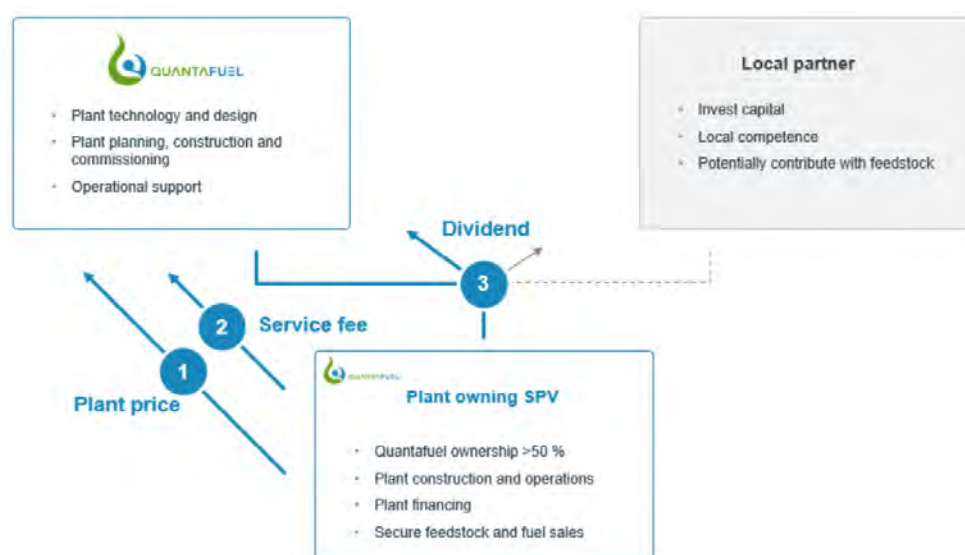 QUANTAFUEL
Plant technology and design
Plant planning, construction and
commissioning
Operational support
Local partner
Invest capital
Local competence
Potentially contribute with feedstock
Dividend
3
2
Service fee
1
Plant price
QUANTAFUEL
Plant owning SPV
Quantafuel ownership >50 %
Plant construction and operations
Plant financing
Secure feedstock and fuel sales